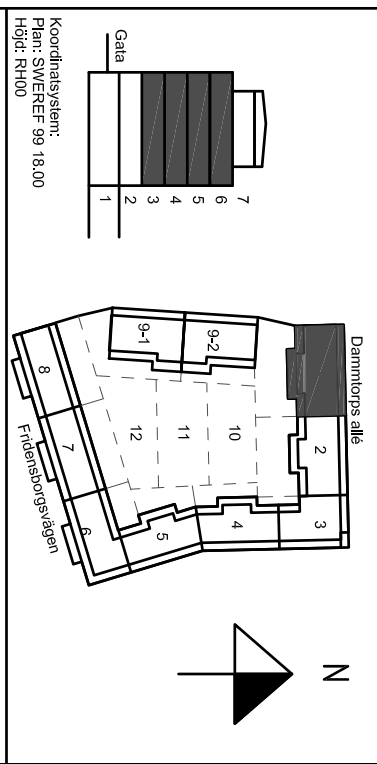 Gata
7
6
5
4
3
2
1
Koordinatsystem:
Plan: SWEREF 99 18.00
Höjd: RH00
Dammtorps allé
2
3
9-2
9-1
10
11
12
4
5
6
7
8
Fridensborgsvägen
N